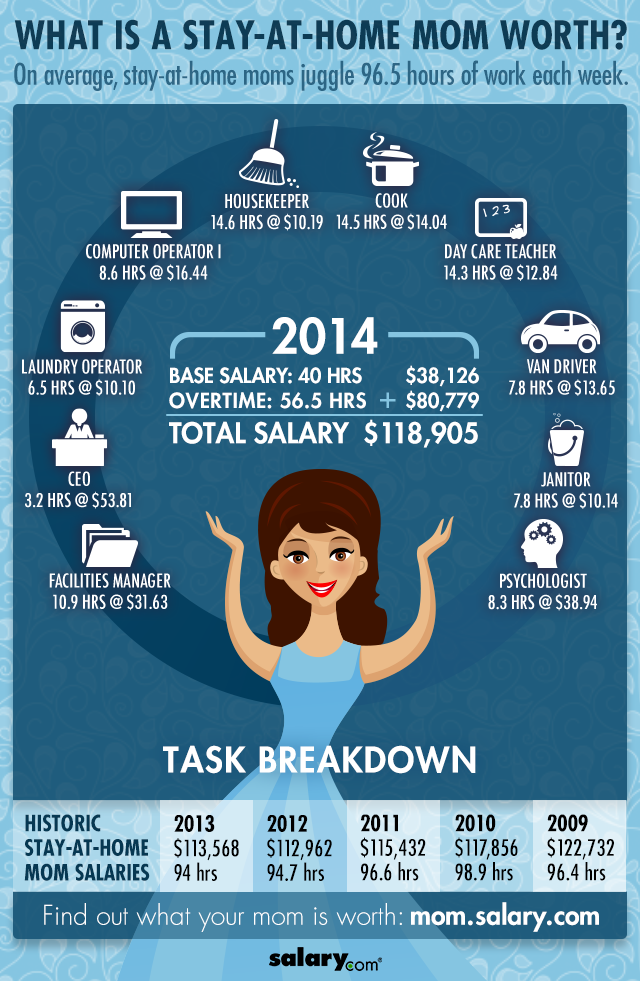 WHAT IS A STAY-AT-HOME MOM WORTH?
On average, stay-at-home moms juggle 96.5 hours of work each week.
HOUSEKEEPER
14.6 HRS @ $10.19
COOK
14.5 HRS @ $14.04
COMPUTER OPERATOR I
8.6 HRS @ $16.44
1 2 3
DAY CARE TEACHER
14.3 HRS @ $12.84
LAUNDRY OPERATOR
6.5 HRS @ $10.10
2014
BASE SALARY: 40 HRS $38,126
OVERTIME: 56.5 HRS + $80,779
TOTAL SALARY $118,905
VAN DRIVER
7.8 HRS @ $13.65
CEO
3.2 HRS @ $53.81
JANITOR
7.8 HRS @ $10.14
FACILITIES MANAGER
10.9 HRS @ $31.63
PSYCHOLOGIST
8.3 HRS @ $38.94
TASK BREAKDOWN
HISTORIC 2013 2012 2011 2010 2009
STAY-AT-HOME $113,568 $112,962 $115,432 $117,856 $122,732
MOM SALARIES 94 hrs 94.7 hrs 96.6 hrs 98.9 hrs 96.4 hrs
Find out what your mom is worth: mom.salary.com
salary.com®